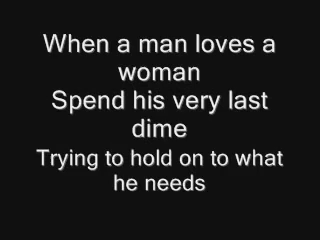 When a man loves a
woman
Spend his very last
dime
Trying to hold on to what
he needs